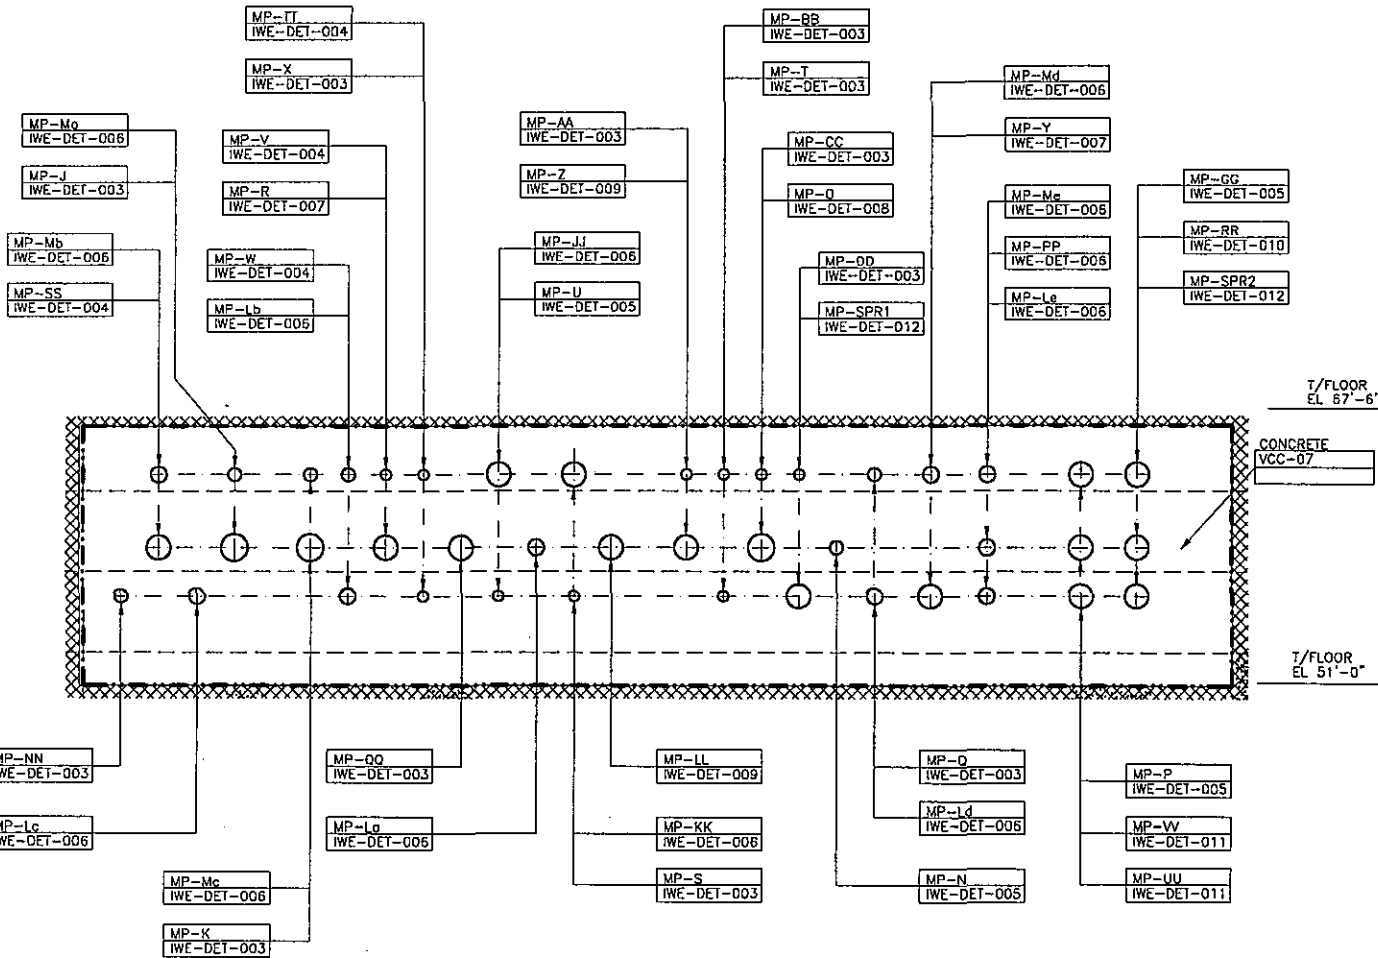 MP-TT
IWE-DET-004
MP-X
IWE-DET-003
MP-BB
IWE-DET-003
MP-T
IWE-DET-003
MP-Md
IWE-DET-006
MP-Y
IWE-DET-007
MP-Ma
IWE-DET-006
MP-J
IWE-DET-003
MP-V
IWE-DET-004
MP-R
IWE-DET-007
MP-AA
IWE-DET-003
MP-Z
IWE-DET-009
MP-CC
IWE-DET-003
MP-O
IWE-DET-008
MP-Me
IWE-DET-006
MP-PP
IWE-DET-006
MP-Le
IWE-DET-006
MP-GG
IWE-DET-005
MP-RR
IWE-DET-010
MP-SPR2
IWE-DET-012
MP-Mb
IWE-DET-006
MP-SS
IWE-DET-004
MP-W
IWE-DET-004
MP-Lb
IWE-DET-006
MP-JJ
IWE-DET-006
MP-U
IWE-DET-005
MP-DD
IWE-DET-003
MP-SPR1
IWE-DET-012
T/FLOOR
EL 67'-6"
CONCRETE
VCC-07
T/FLOOR
EL 51'-0"
MP-NN
IWE-DET-003
MP-Lc
IWE-DET-006
MP-Mc
IWE-DET-006
MP-K
IWE-DET-003
MP-QQ
IWE-DET-003
MP-La
IWE-DET-006
MP-LL
IWE-DET-009
MP-KK
IWE-DET-006
MP-S
IWE-DET-003
MP-Q
IWE-DET-003
MP-Ld
IWE-DET-006
MP-N
IWE-DET-005
MP-P
IWE-DET-005
MP-VV
IWE-DET-011
MP-UU
IWE-DET-011